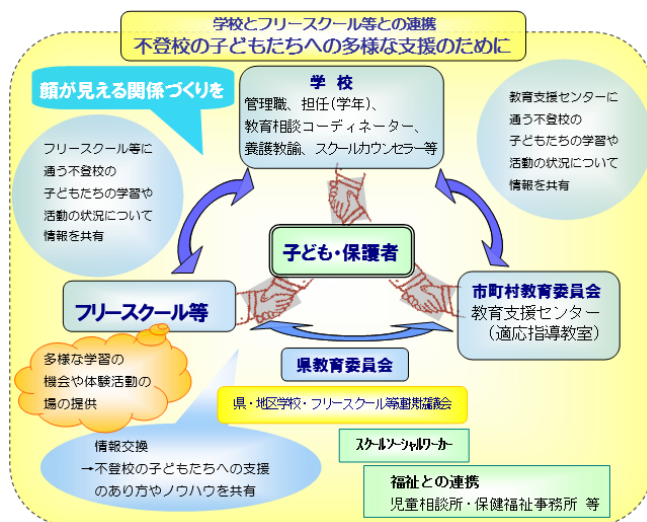 学校とフリースクール等との連携
不登校の子どもたちへの多様な支援のために
顔が見える関係づくりを
学 校
管理職、担任(学年)、
教育相談コーディネーター、
養護教諭、スクールカウンセラー等
教育支援センターに
通う不登校の
子どもたちの学習や
活動の状況について
情報を共有
フリースクール等に
通う不登校の
子どもたちの学習や
活動の状況について
情報を共有
子ども・保護者
フリースクール等
市町村教育委員会
教育支援センター
（適応指導教室）
県教育委員会
多様な学習の
機会や体験活動の
場の提供
県・地区学校・フリースクール等連携協議会
情報交換
→不登校の子どもたちへの支援
のあり方やノウハウを共有
スクールソーシャルワーカー
福祉との連携
児童相談所・保健福祉事務所 等